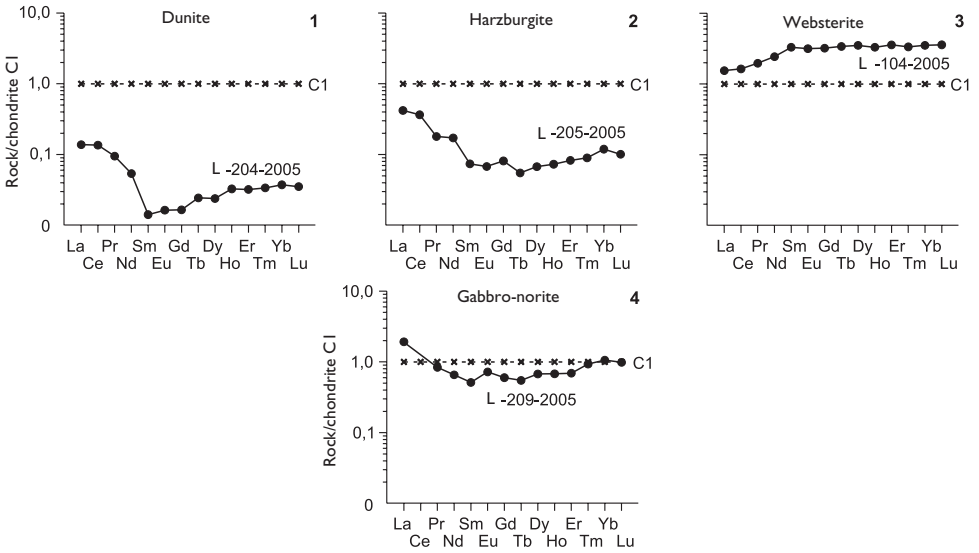 Dunite
1
10,0
1,0
0,1
0
Rock/chondrite C1
C1
L -204-2005
La Pr Sm Gd Dy Er Yb
Ce Nd Eu Tb Ho Tm Lu
Harzburgite
2
C1
L -205-2005
La Pr Sm Gd Dy Er Yb
Ce Nd Eu Tb Ho Tm Lu
Websterite
3
L -104-2005
C1
La Pr Sm Gd Dy Er Yb
Ce Nd Eu Tb Ho Tm Lu
Gabbro-norite
4
10,0
1,0
0,1
0
Rock/chondrite C1
C1
L -209-2005
La Pr Sm Gd Dy Er Yb
Ce Nd Eu Tb Ho Tm Lu